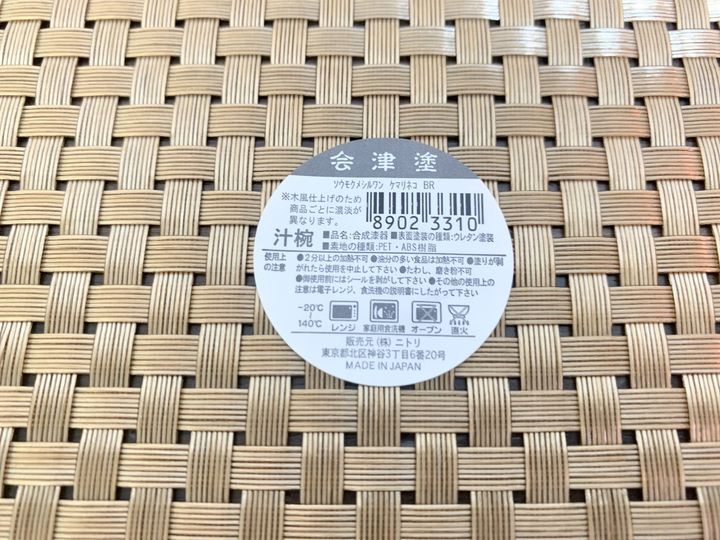 会津塗
ソウモクメシルワン ケマリネコ BR
※木風仕上げのため
商品ごとに濃淡が
異なります。
8902 3310
汁椀 ■品名:合成漆器 ■表面塗装の種類:ウレタン塗装
■素地の種類:PET・ABS樹脂
使用上の注意
●2分以上の加熱不可 ●油分の多い食品は加熱不可 ●塗りが剥
がれたら使用を中止して下さい ●たわし、磨き粉不可
●御使用前にはシールを剥がして下さい ●その他の使用上の
注意は電子レンジ、食洗機の説明書にしたがって下さい
-20℃
~
140℃
レンジ 家庭用食洗機 オーブン 直火
販売元 (株) ニトリ
東京都北区神谷3丁目6番20号
MADE IN JAPAN